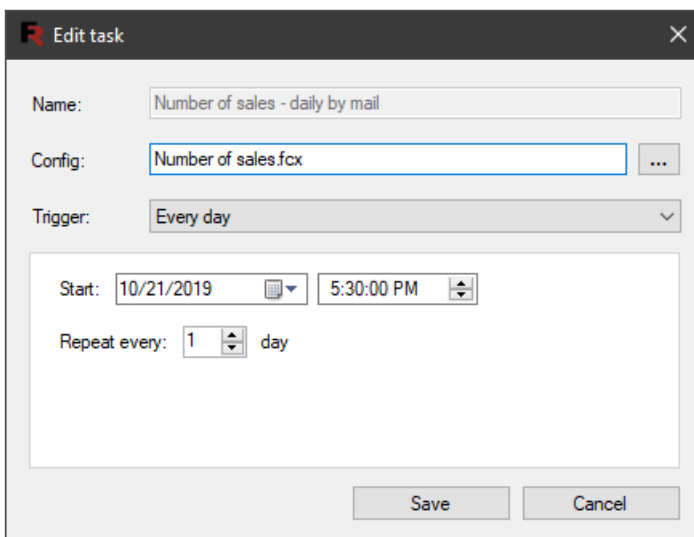 Edit task
Name: Number of sales - daily by mail
Config: Number of sales.fcx ...
Trigger: Every day
Start: 10/21/2019 5:30:00 PM
Repeat every: 1 day
Save Cancel